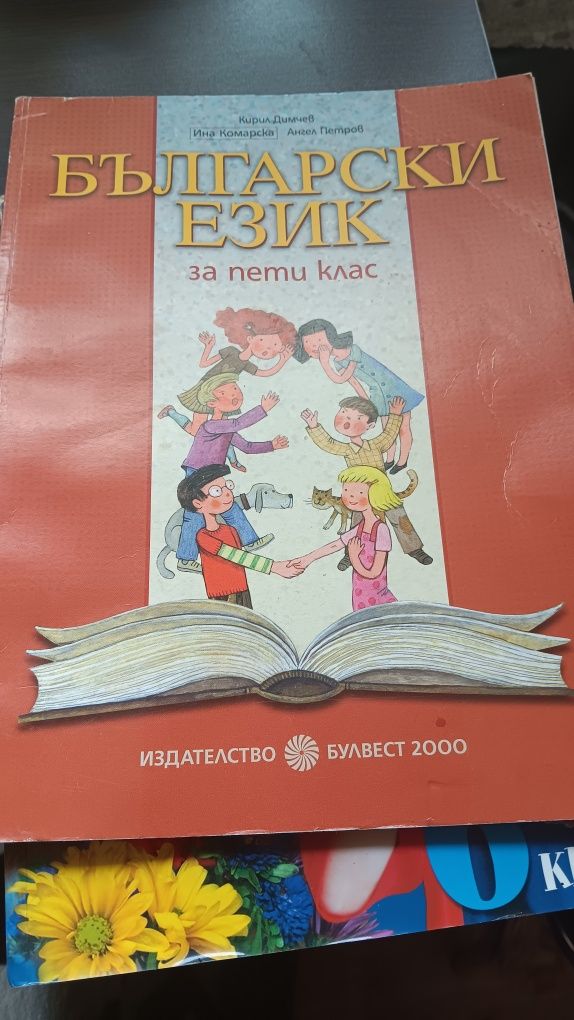 Кирил Димчев
Ина Комарска Ангел Петров
БЪЛГАРСКИ
ЕЗИК
за пети клас
ИЗДАТЕЛСТВО БУЛВЕСТ 2000